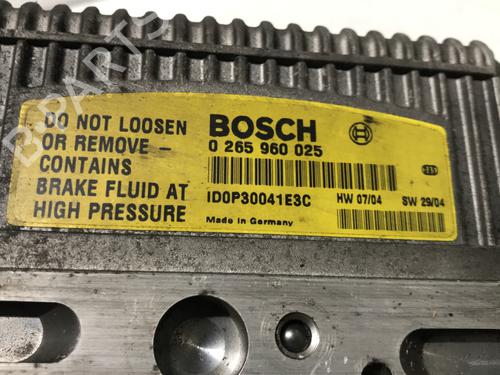 B-PARTS
DO NOT LOOSEN
OR REMOVE –
CONTAINS
BRAKE FLUID AT
HIGH PRESSURE
BOSCH
0 265 960 025
ID0P30041E3C
HW 07/04
SW 29/04
Made in Germany